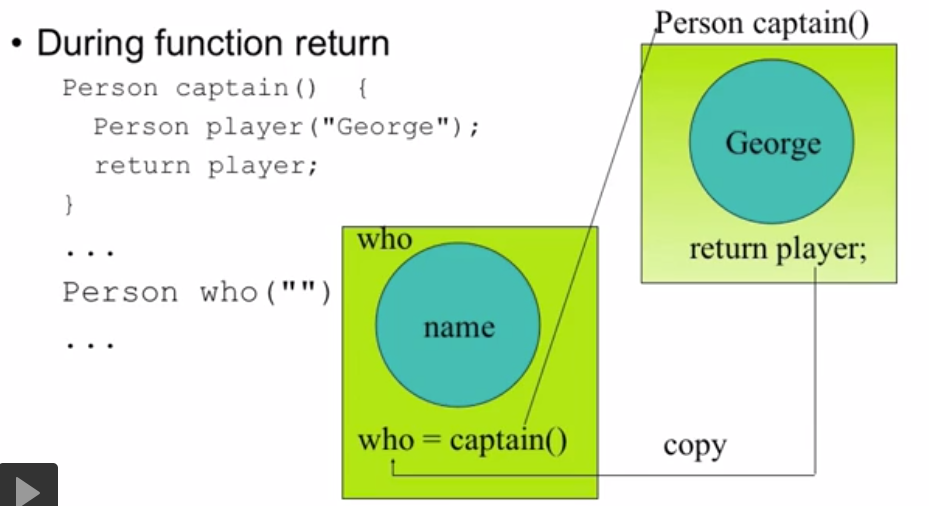 • During function return
Person captain() {
Person player("George");
return player;
}
...
Person who("")
...
who
name
who = captain()
Person captain()
George
return player;
copy